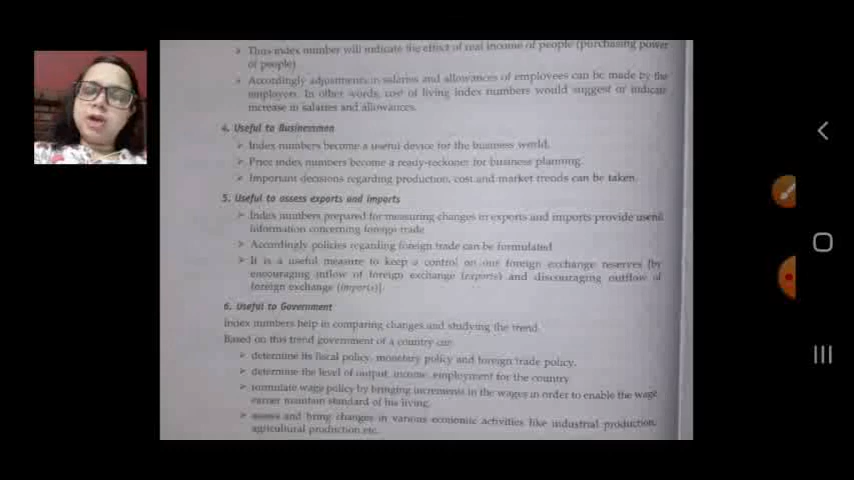 ➢ Thus index number will indicate the effect of real income of people (purchasing power
of people)
➢ Accordingly adjustments in salaries and allowances of employees can be made by the
employers. In other words, cost of living index numbers would suggest or indicate
increase in salaries and allowances.
4. Useful to Businessmen
➢ Index numbers become a useful device for the business world.
➢ Price index numbers become a ready-reckoner for business planning.
➢ Important decisions regarding production, cost and market trends can be taken.
5. Useful to assess exports and imports
➢ Index numbers prepared for measuring changes in exports and imports provide useful
information concerning foreign trade
➢ Accordingly policies regarding foreign trade can be formulated
➢ It is a useful measure to keep a control on our foreign exchange reserves [by
encouraging inflow of foreign exchange (exports) and discouraging outflow of
foreign exchange (imports)].
6. Useful to Government
Index numbers help in comparing changes and studying the trend.
Based on this trend government of a country can
➢ determine its fiscal policy, monetary policy and foreign trade policy.
➢ determine the level of output, income, employment for the country
➢ formulate wage policy by bringing increments in the wages in order to enable the wage
earner maintain standard of his living.
➢ assess and bring changes in various economic activities like industrial production,
agricultural production etc.